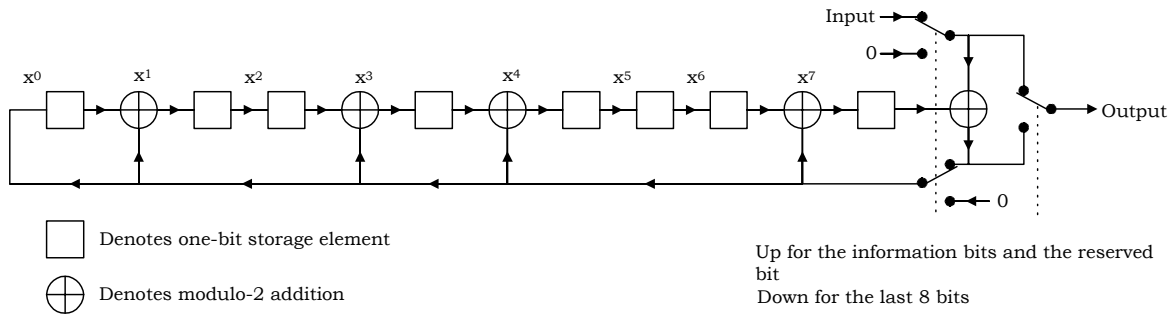 Input
0
x⁰ x¹ x² x³ x⁴ x⁵ x⁶ x⁷
Output
0
Denotes one-bit storage element
Denotes modulo-2 addition
Up for the information bits and the reserved
bit
Down for the last 8 bits